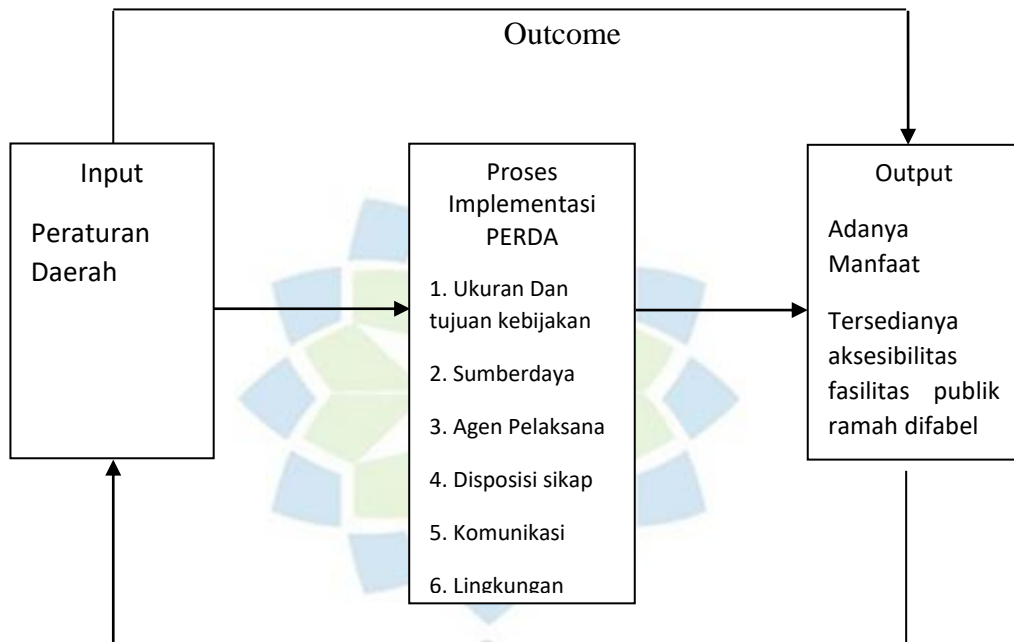 Outcome
Input
Peraturan
Daerah
Proses
Implementasi
PERDA
1. Ukuran Dan
tujuan kebijakan
2. Sumberdaya
3. Agen Pelaksana
4. Disposisi sikap
5. Komunikasi
6. Lingkungan
Output
Adanya
Manfaat
Tersedianya
aksesibilitas
fasilitas publik
ramah difabel